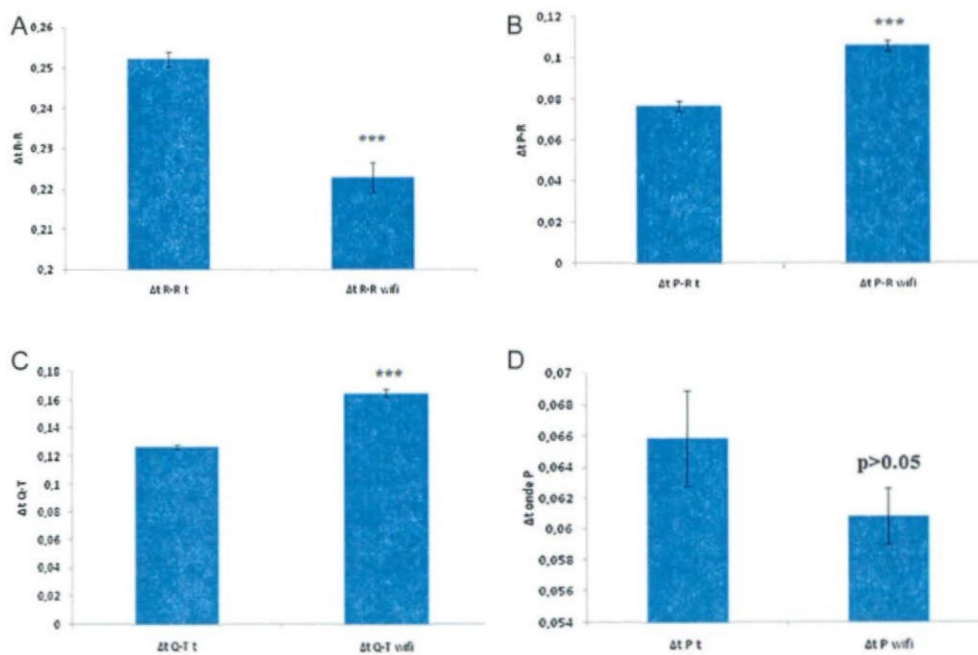 A
0,26
0,25
0,24
0,23
0,22
0,21
0,2
Δt R-R
***
Δt R-R t
Δt R-R wifi
B
0,12
0,1
0,08
0,06
0,04
0,02
0
Δt P-R
***
Δt P-R t
Δt P-R wifi
C
0,18
0,16
0,14
0,12
0,1
0,08
0,06
0,04
0,02
0
Δt Q-T
***
Δt Q-T t
Δt Q-T wifi
D
0,07
0,068
0,066
0,064
0,062
0,06
0,058
0,056
0,054
Δt onde P
p>0.05
Δt P t
Δt P wifi